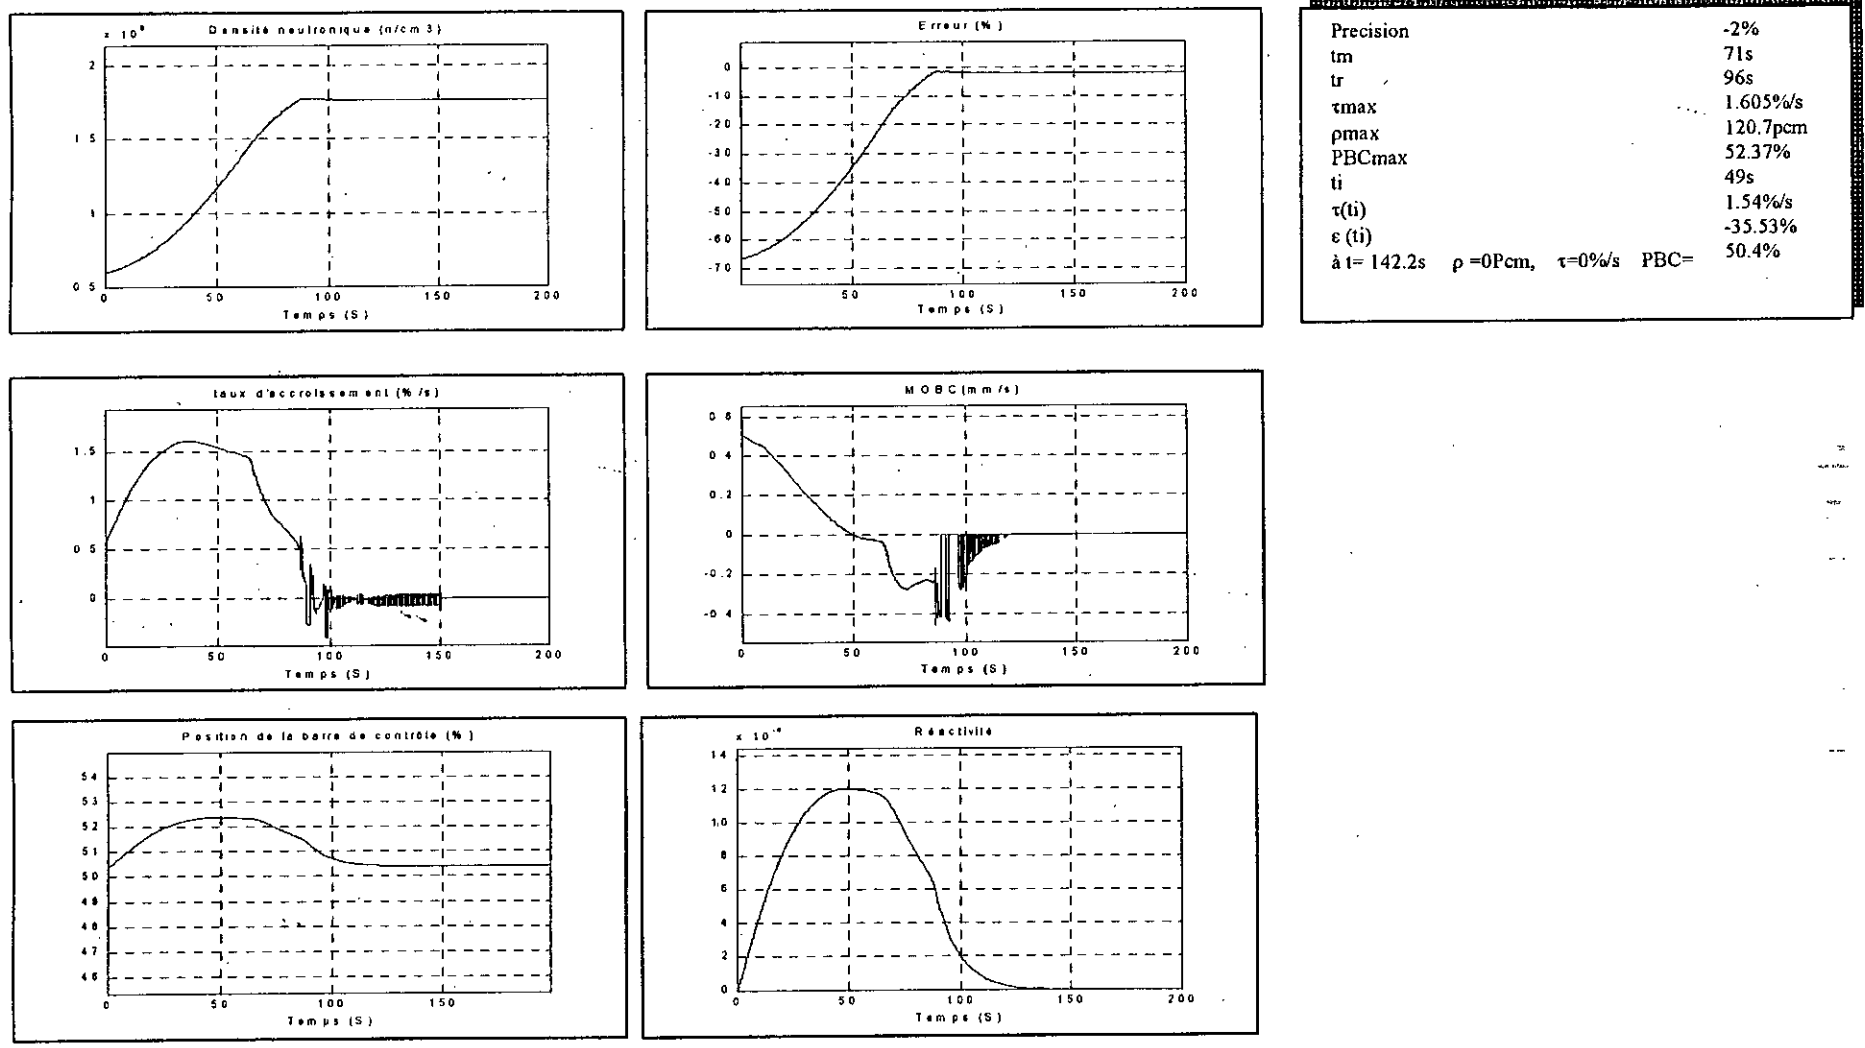 x 10⁸ Densité neutronique (n/cm3)
2
1 5
1
0 5
0 50 100 150 200
Temps (S)
Erreur (%)
0
-10
-20
-30
-40
-50
-60
-70
50 100 150 200
Temps (S)
Precision -2%
tm 71s
tr 96s
τmax 1.605%/s
ρmax 120.7pcm
PBCmax 52.37%
ti 49s
τ(ti) 1.54%/s
ε (ti) -35.53%
à t= 142.2s ρ =0Pcm, τ=0%/s PBC= 50.4%
taux d'accroissement (%/s)
1.5
1
0 5
0
0 50 100 150 200
Temps (S)
MOBC(mm/s)
0 6
0 4
0.2
0
-0.2
-0 4
0 50 100 150 200
Temps (S)
Position de la barre de contrôle (%)
54
53
52
51
50
49
48
47
46
0 50 100 150
Temps (S)
Réactivité
14
12
10
8
6
4
2
0
0 50 100 150 200
Temps (S)